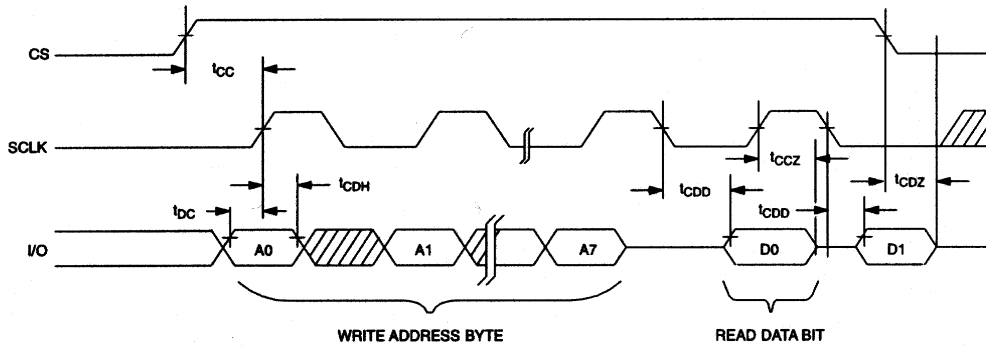 CS
tCC
SCLK
tCCZ
tCDH
tCDD
tCDZ
tDC
tCDD
I/O
A0
A1
A7
D0
D1
WRITE ADDRESS BYTE
READ DATA BIT